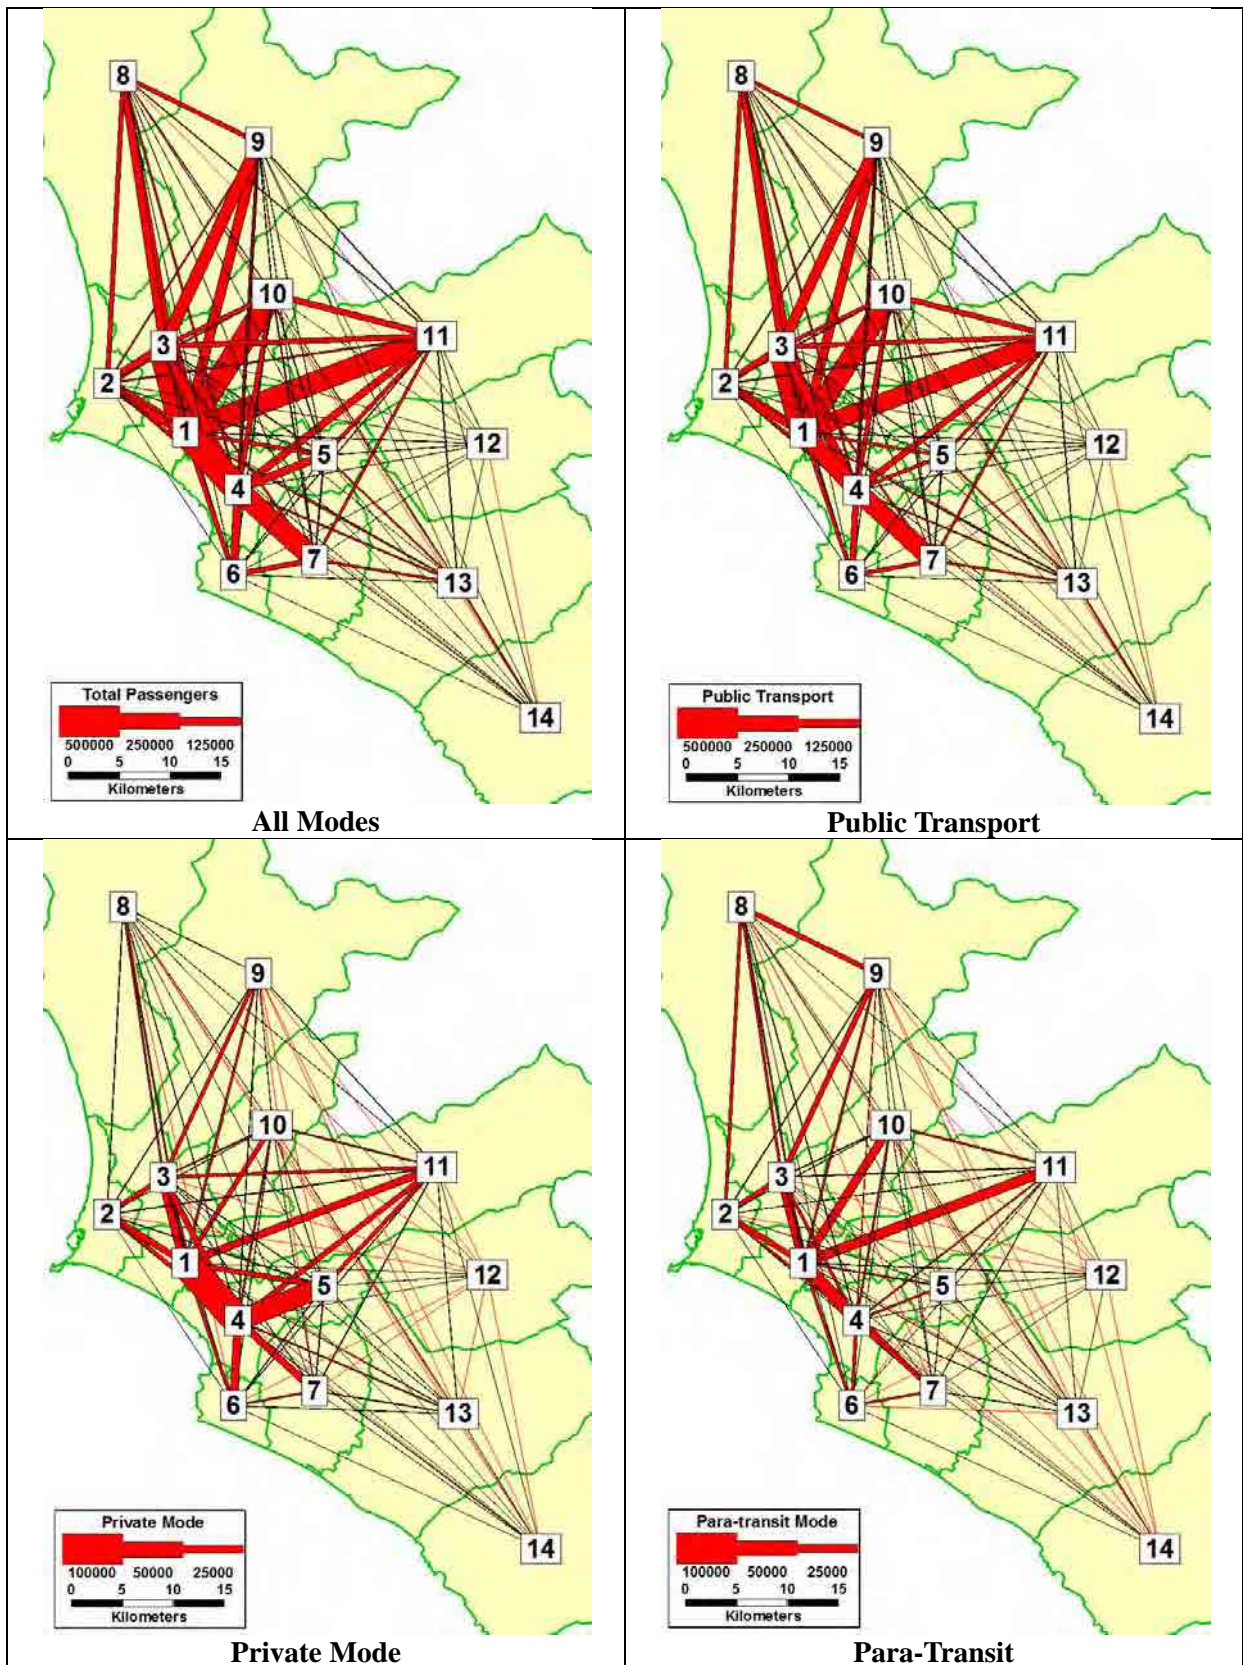 8
9
10
3
11
2
1
5
12
4
7
6
13
14
Total Passengers
500000 250000 125000
0 5 10 15
Kilometers
All Modes
8
9
10
3
11
2
1
5
12
4
7
6
13
14
Public Transport
500000 250000 125000
0 5 10 15
Kilometers
Public Transport
8
9
10
3
11
2
1
5
12
4
7
6
13
14
Private Mode
100000 50000 25000
0 5 10 15
Kilometers
Private Mode
8
9
10
3
11
2
1
5
12
4
7
6
13
14
Para-transit Mode
100000 50000 25000
0 5 10 15
Kilometers
Para-Transit